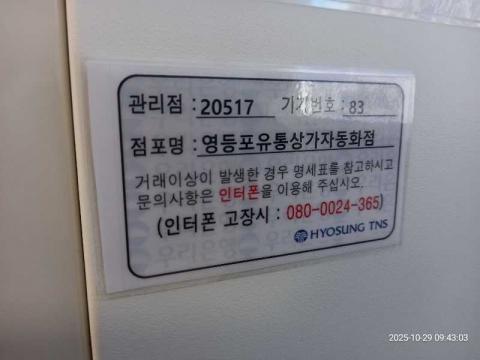 관리점 : 20517 기기번호 : 83
점포명 : 영등포유통상가자동화점
거래이상이 발생한 경우 명세표를 참고하시고
문의사항은 인터폰을 이용해 주십시오.
(인터폰 고장시 : 080-0024-365)
HYOSUNG TNS
2025-10-29 09:43:03